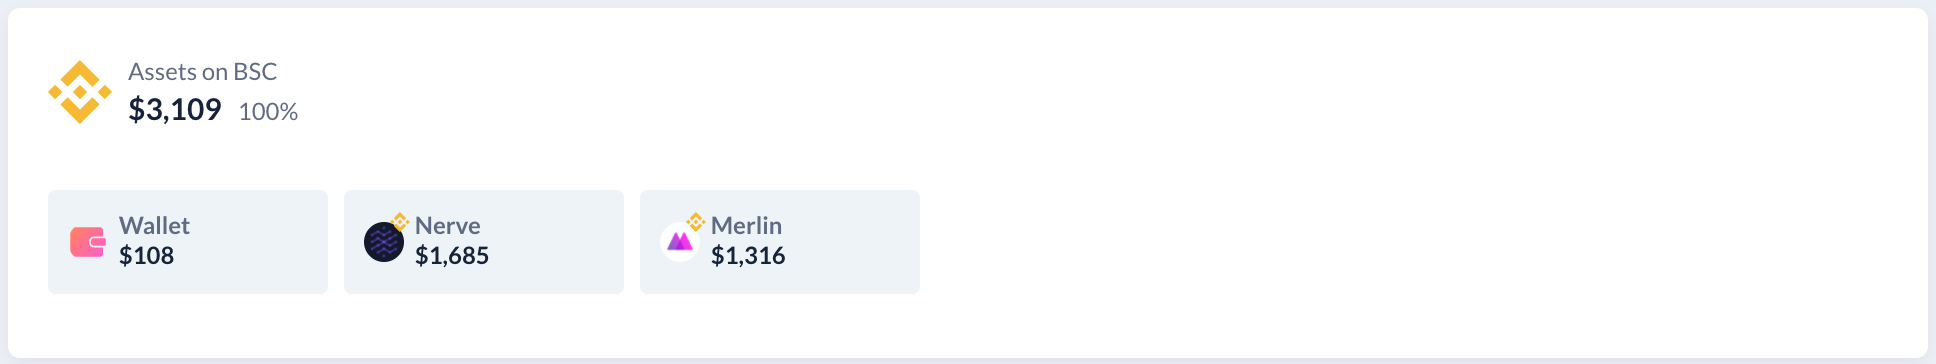 Assets on BSC
$3,109 100%
Wallet
$108
Nerve
$1,685
Merlin
$1,316